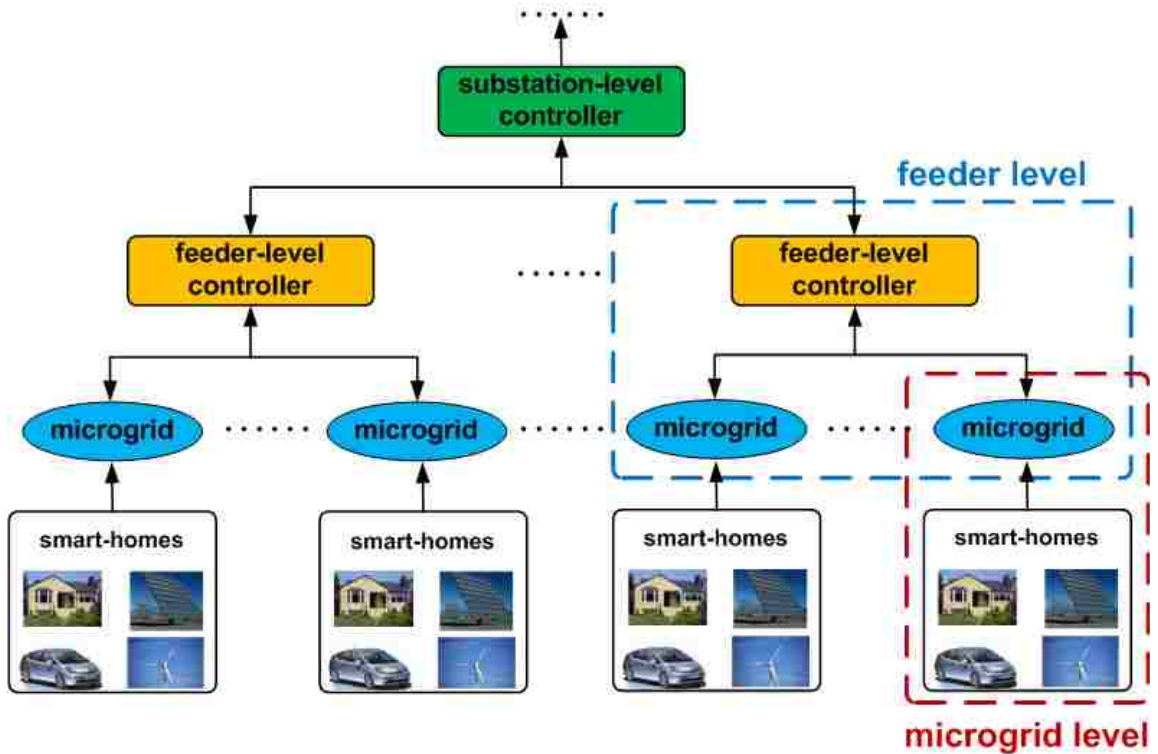 substation-level
controller
feeder level
feeder-level
controller
feeder-level
controller
microgrid
microgrid
microgrid
microgrid
smart-homes
smart-homes
smart-homes
smart-homes
microgrid level